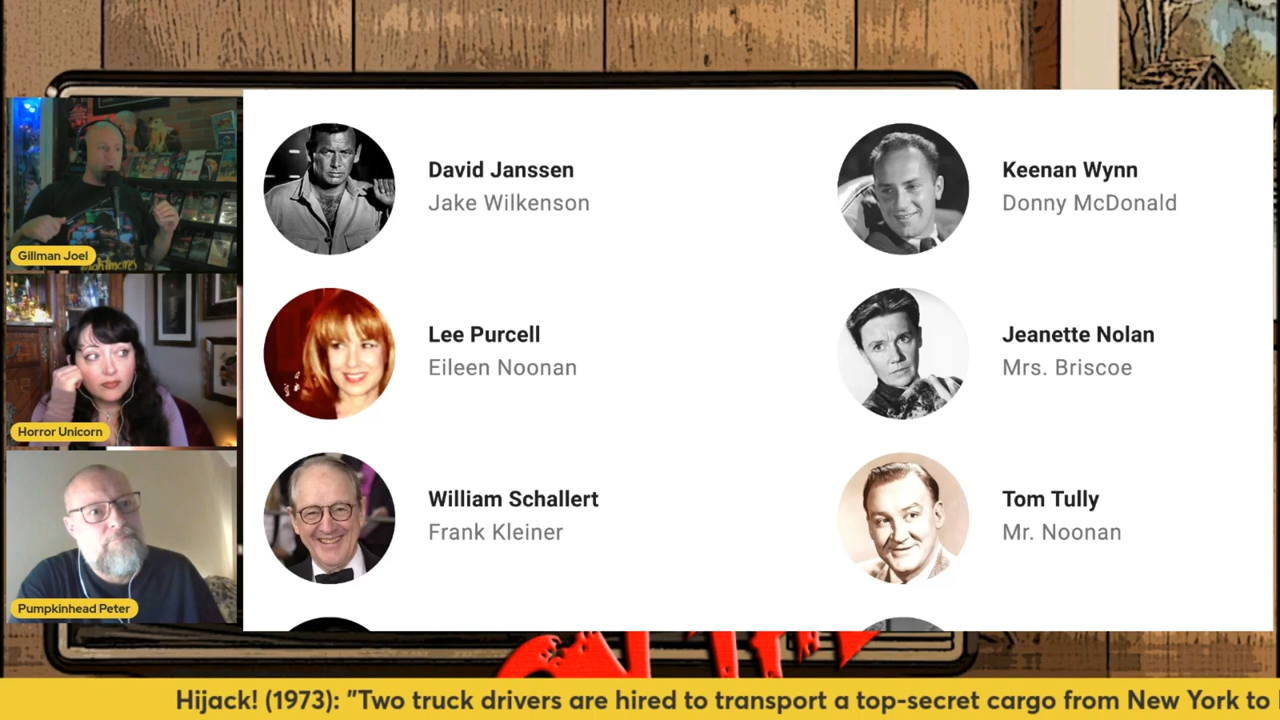 David Janssen
Jake Wilkenson
Keenan Wynn
Donny McDonald
Gillman Joel
Lee Purcell
Eileen Noonan
Jeanette Nolan
Mrs. Briscoe
Horror Unicorn
William Schallert
Frank Kleiner
Tom Tully
Mr. Noonan
Pumpkinhead Peter
Hijack! (1973): "Two truck drivers are hired to transport a top-secret cargo from New York to